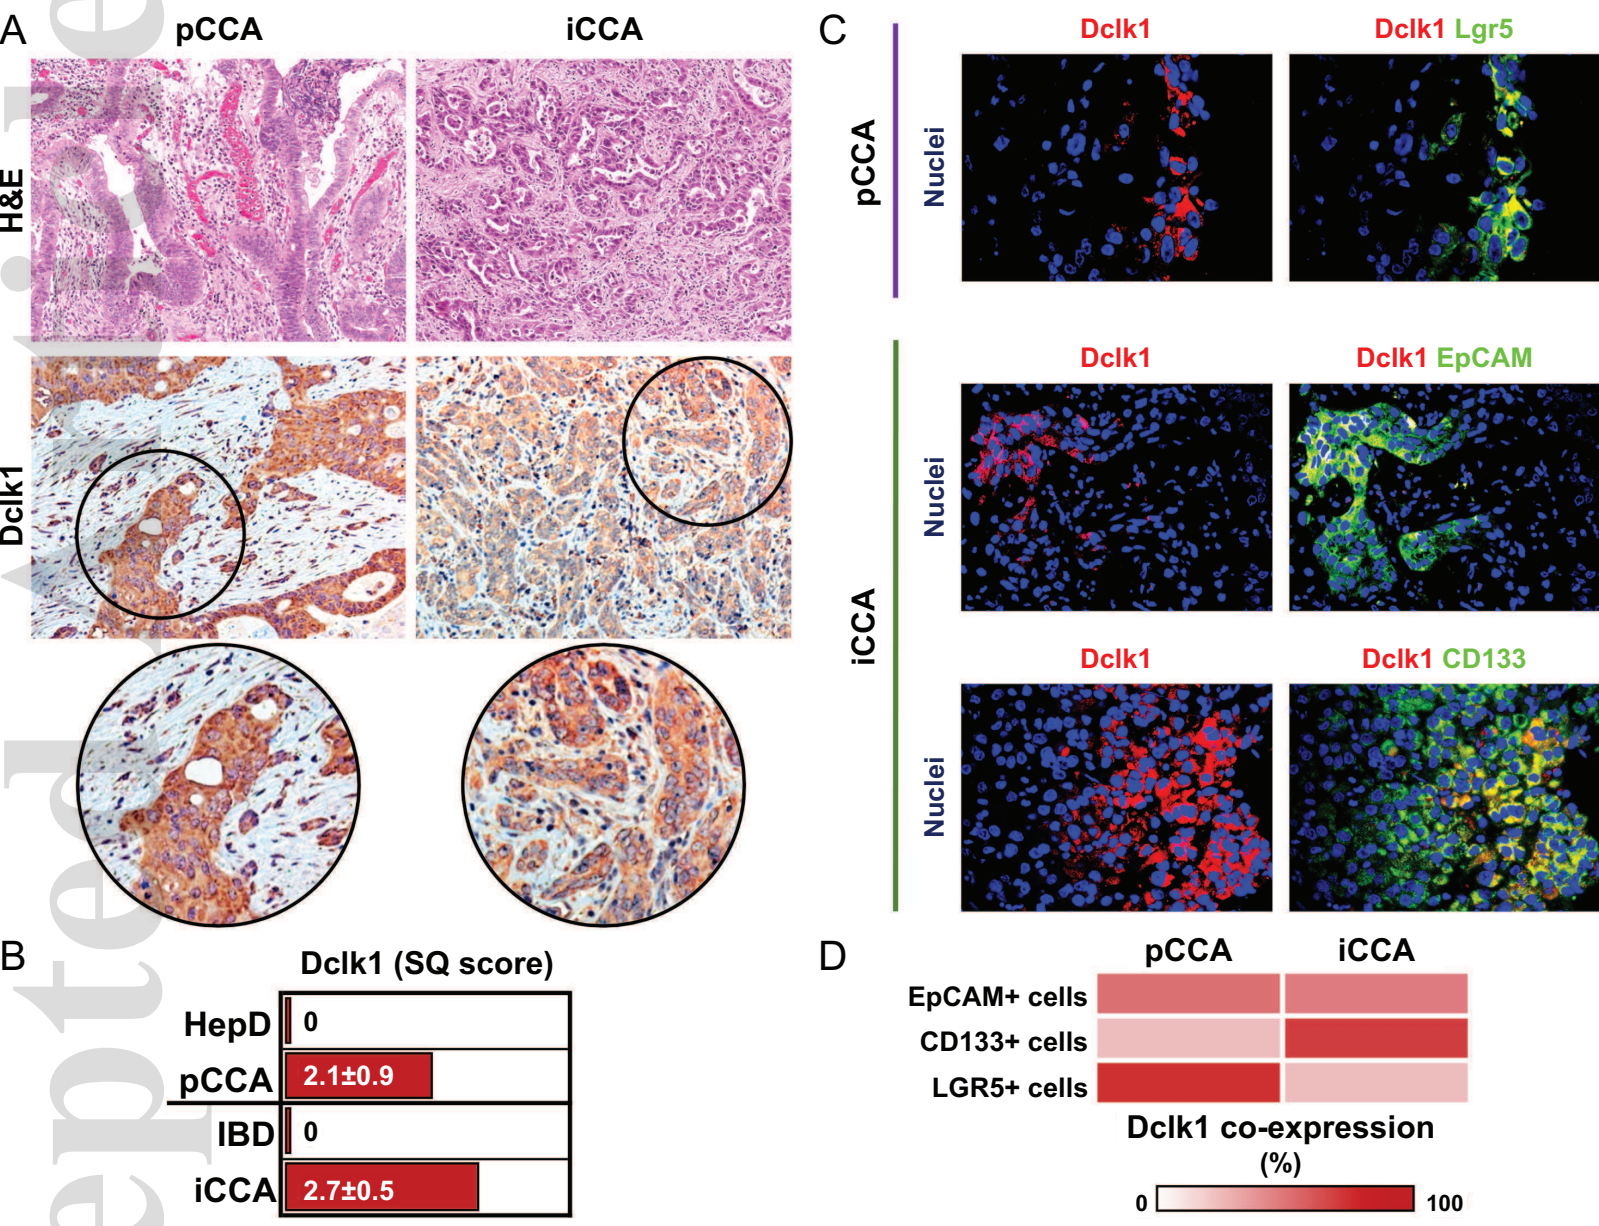 A
pCCA
iCCA
H&E
Dclk1
B
Dclk1 (SQ score)
HepD
0
pCCA
2.1±0.9
IBD
0
iCCA
2.7±0.5
C
pCCA
Nuclei
Dclk1
Dclk1 Lgr5
iCCA
Nuclei
Dclk1
Dclk1 EpCAM
Nuclei
Dclk1
Dclk1 CD133
D
pCCA
iCCA
EpCAM+ cells
CD133+ cells
LGR5+ cells
Dclk1 co-expression
(%)
0
100
Accepted Article